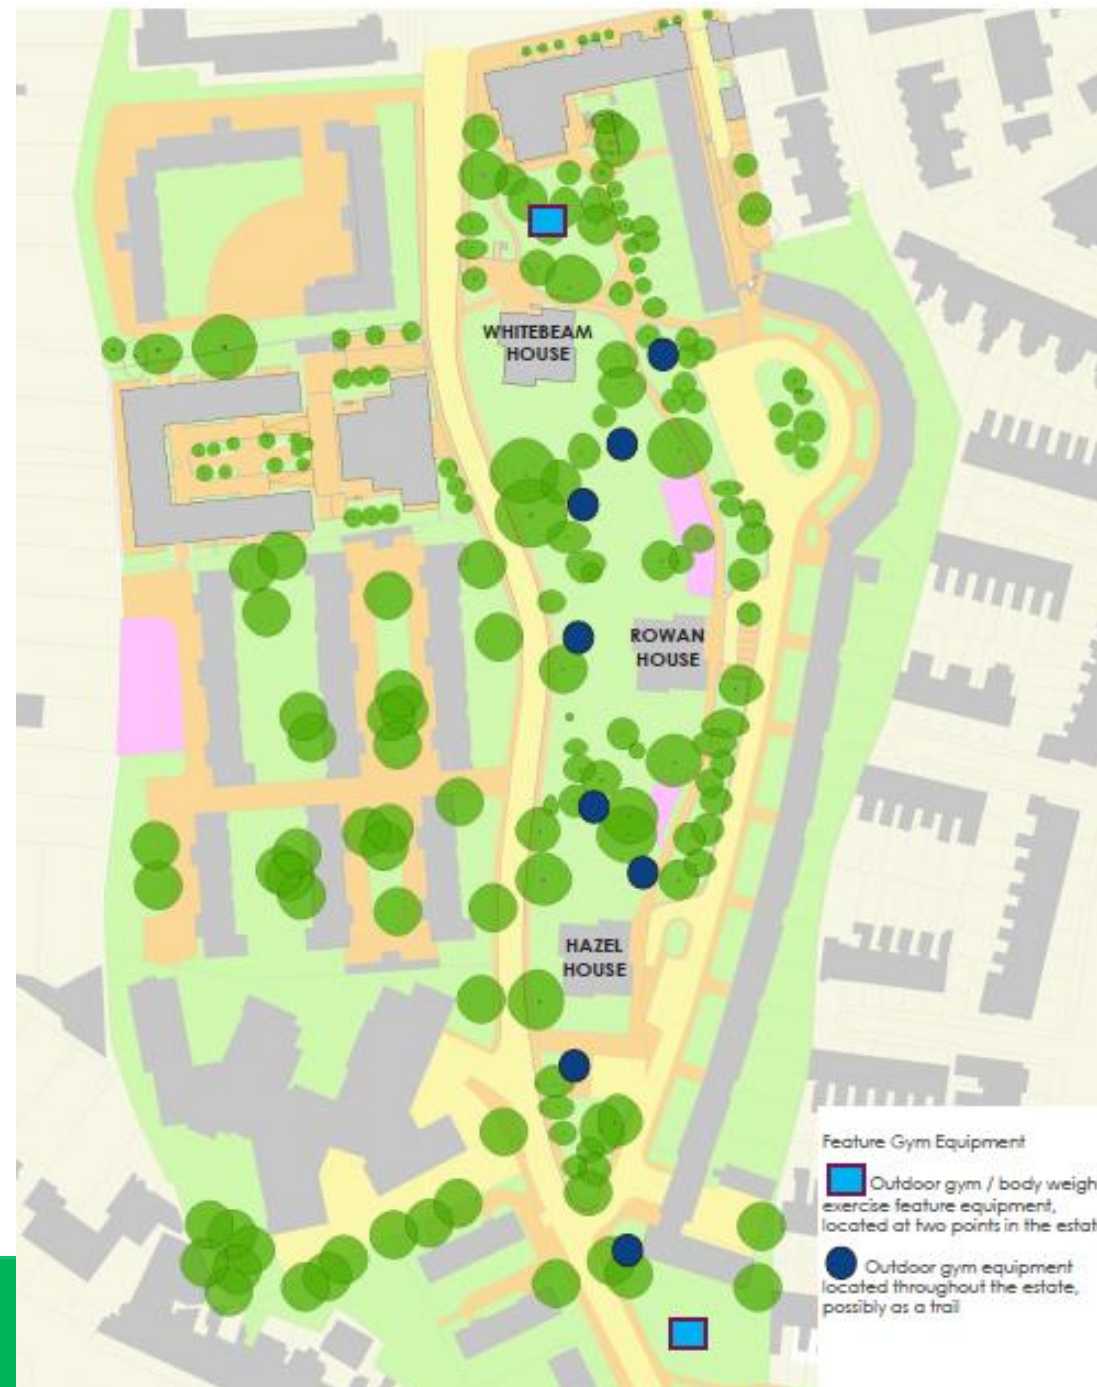 WHITEBEAM
HOUSE
ROWAN
HOUSE
HAZEL
HOUSE
Feature Gym Equipment
Outdoor gym / body weigh
exercise feature equipment,
located at two points in the estat
Outdoor gym equipment
located throughout the estate,
possibly as a trail